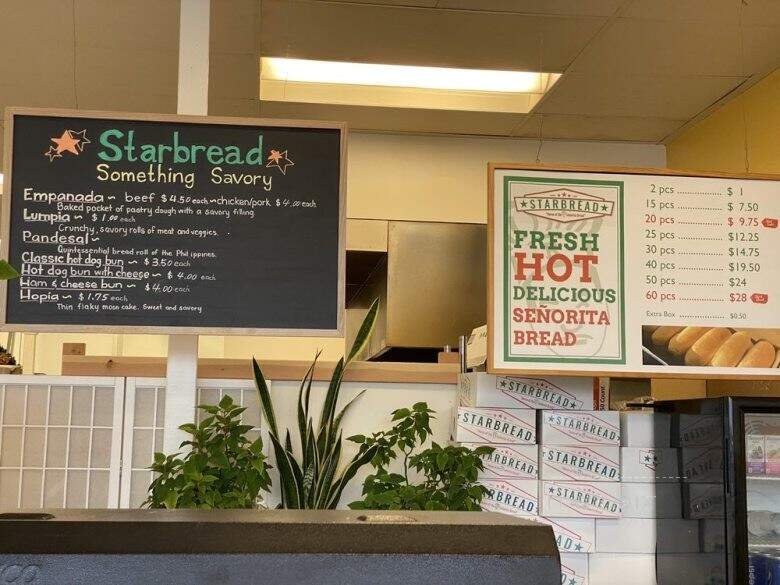 Starbread
Something Savory
Empanada ~ beef $4.50 each ~ chicken/pork $4.00 each
Baked pocket of pastry dough with a savory filling
Lumpia ~ $1.00 each
Crunchy, savory rolls of meat and veggies.
Pandesal ~
Quintessential bread roll of the Philippines.
Classic hot dog bun ~ $3.50 each
Hot dog bun with cheese ~ $4.00 each
Ham & cheese bun ~ $4.00 each
Hopia ~ $1.75 each
Thin flaky moon cake. Sweet and savory
★STARBREAD★
FRESH
HOT
DELICIOUS
SEÑORITA
BREAD
2 pcs .................. $ 1
15 pcs .................. $ 7.50
20 pcs .................. $ 9.75
25 pcs .................. $12.25
30 pcs .................. $14.75
40 pcs .................. $19.50
50 pcs .................. $24
60 pcs .................. $28
Extra Box .................. $0.50
★STARBREAD★
STARBREAD
★STARBREAD
STARBREAD
★STARBREAD
★STARBREAD